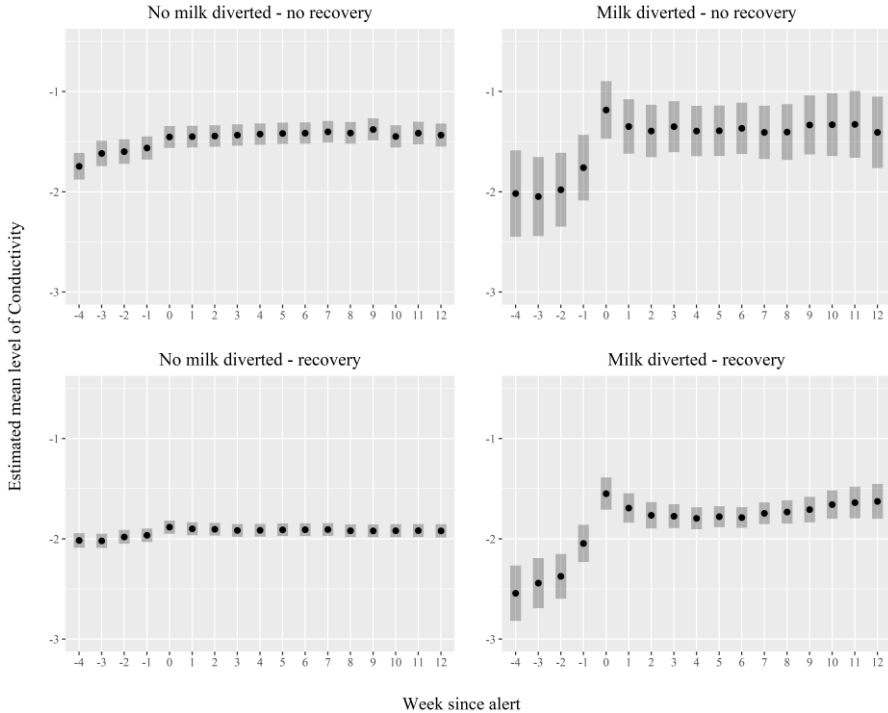 No milk diverted - no recovery
Milk diverted - no recovery
-1
-2
-3
-4 -3 -2 -1 0 1 2 3 4 5 6 7 8 9 10 11 12
-1
-2
-3
-4 -3 -2 -1 0 1 2 3 4 5 6 7 8 9 10 11 12
Estimated mean level of Conductivity
No milk diverted - recovery
Milk diverted - recovery
-1
-2
-3
-4 -3 -2 -1 0 1 2 3 4 5 6 7 8 9 10 11 12
-1
-2
-3
-4 -3 -2 -1 0 1 2 3 4 5 6 7 8 9 10 11 12
Week since alert